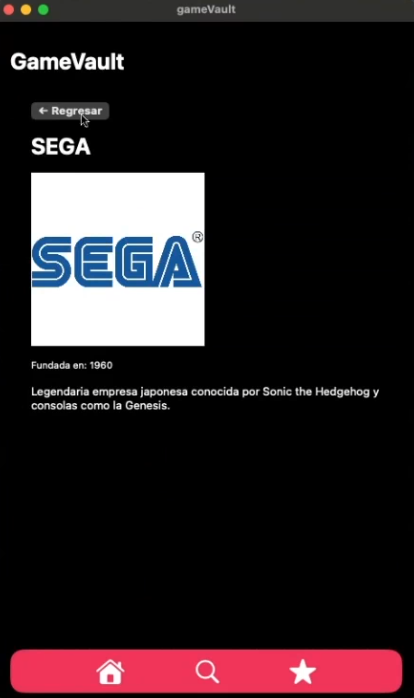 gameVault
GameVault
← Regresar
SEGA
SEGA®
Fundada en: 1960
Legendaria empresa japonesa conocida por Sonic the Hedgehog y
consolas como la Genesis.